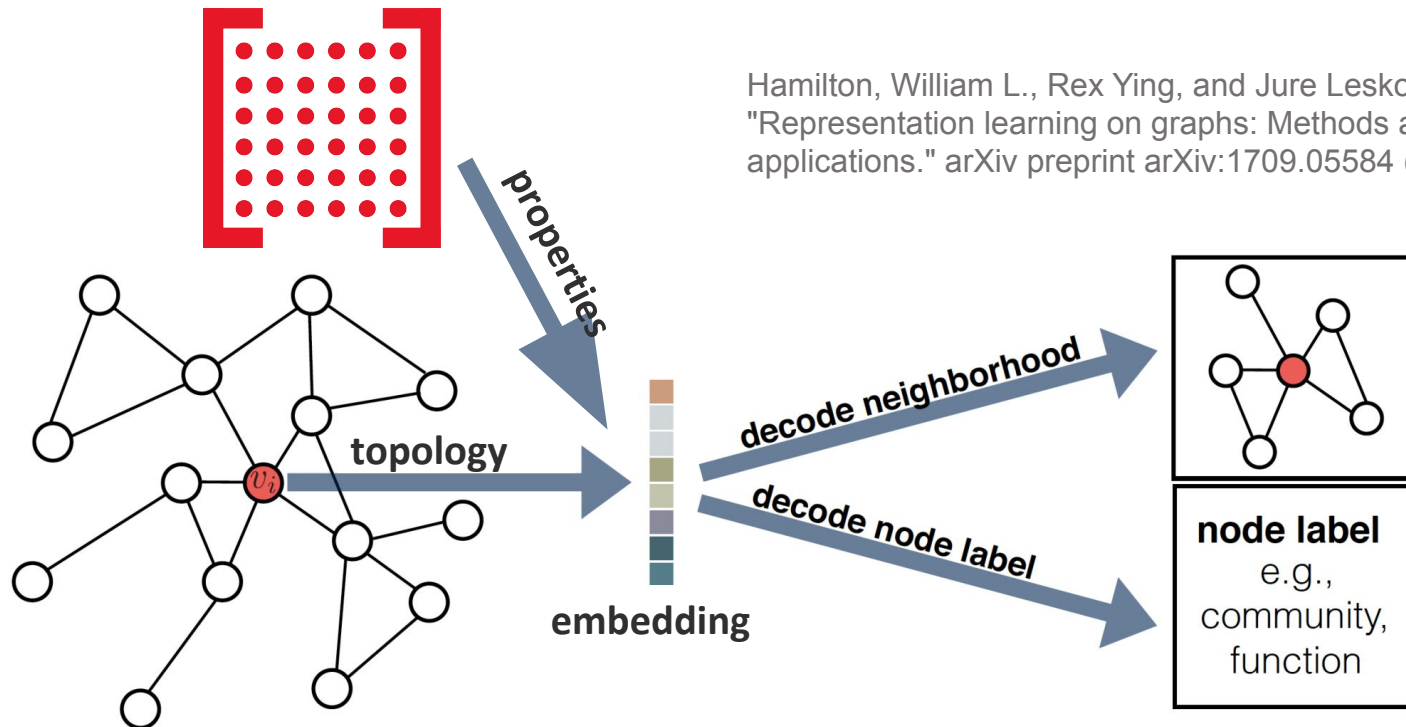 Hamilton, William L., Rex Ying, and Jure
"Representation learning on graphs: Methods
applications." arXiv preprint arXiv:1709.05584
properties
topology
v_i
embedding
decode neighborhood
decode node label
node label
e.g.,
community,
function